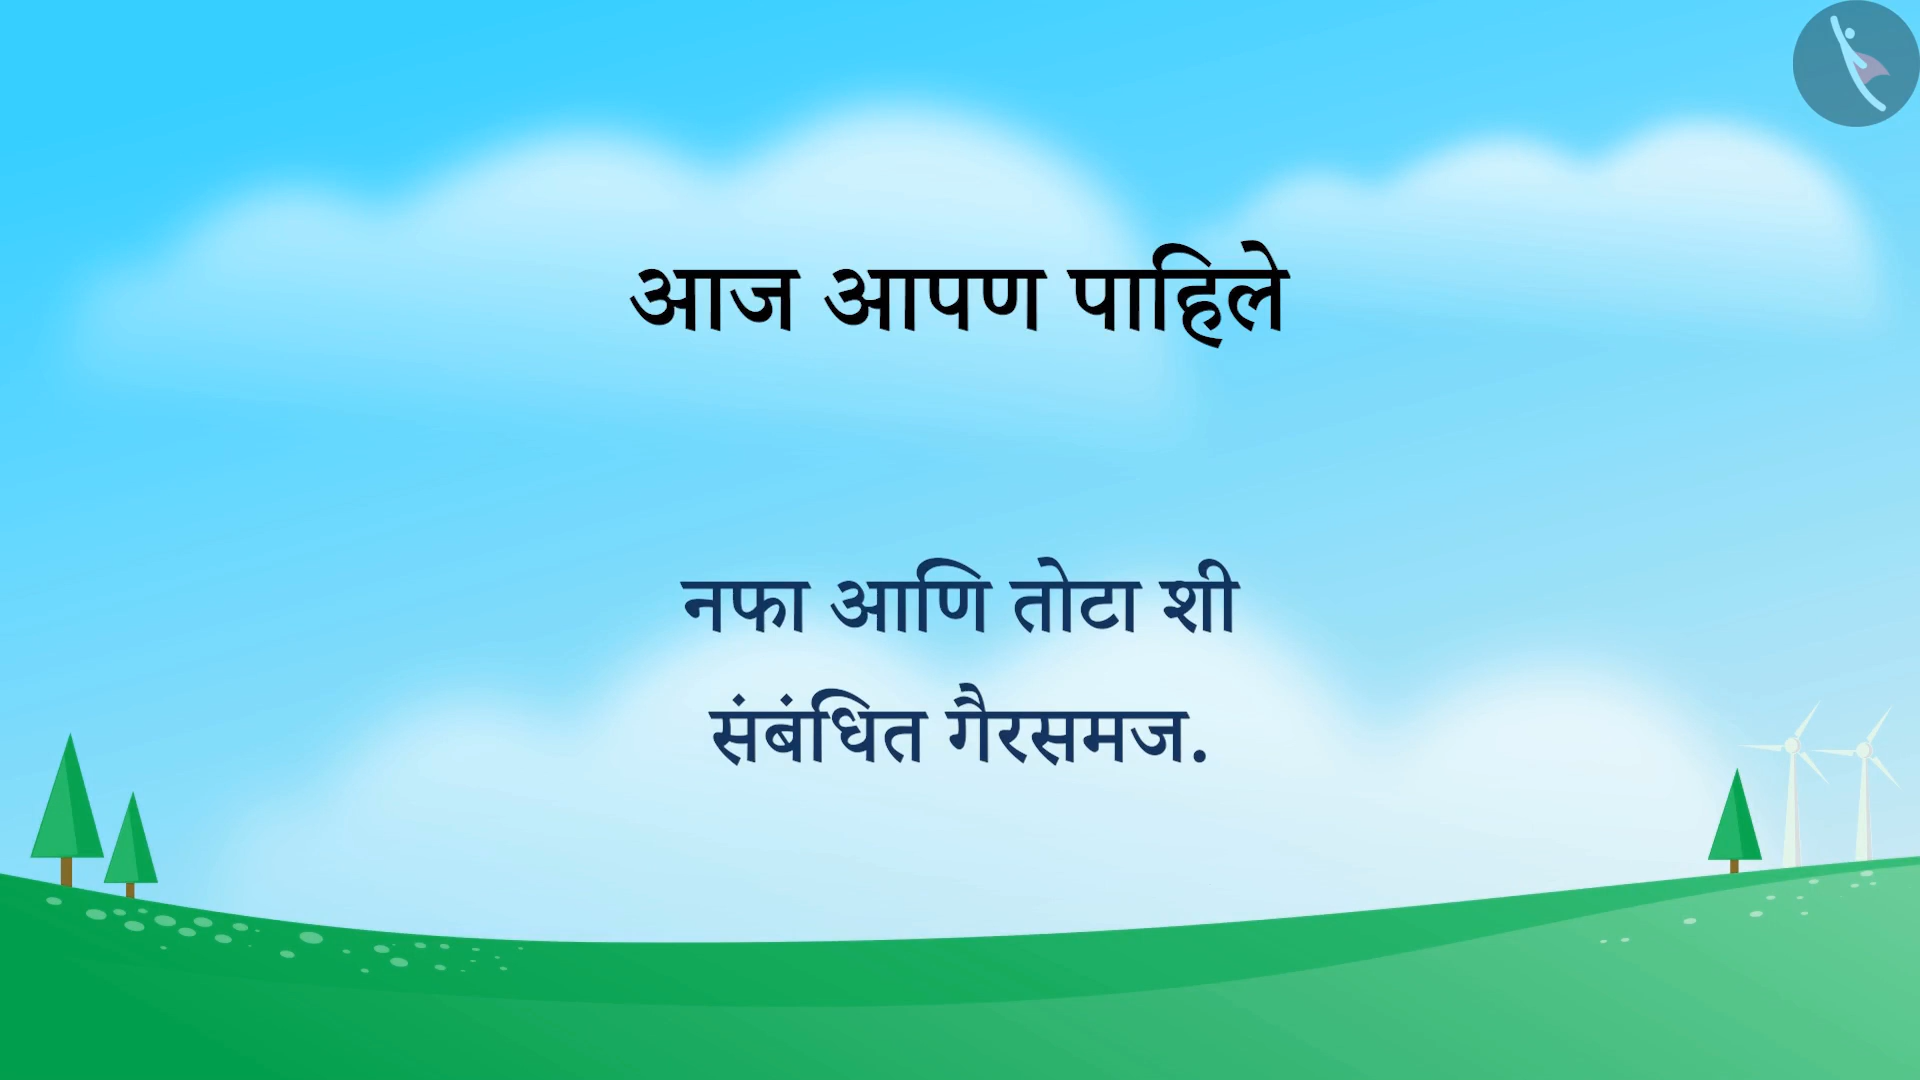 आज आपण पाहिले
नफा आणि तोटा शी
संबंधित गैरसमज.